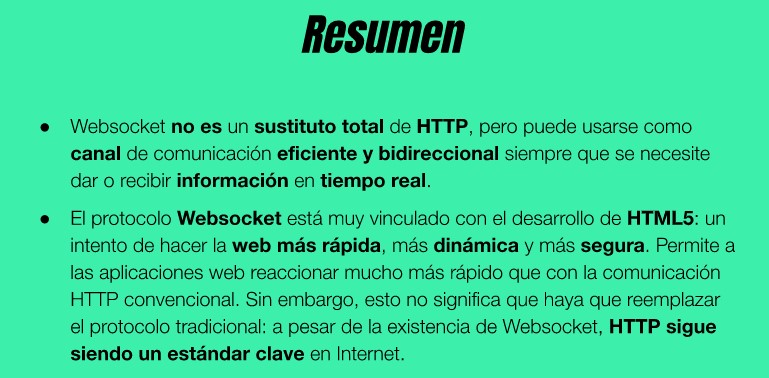 Resumen
● Websocket no es un sustituto total de HTTP, pero puede usarse como
canal de comunicación eficiente y bidireccional siempre que se necesite
dar o recibir información en tiempo real.
● El protocolo Websocket está muy vinculado con el desarrollo de HTML5: un
intento de hacer la web más rápida, más dinámica y más segura. Permite a
las aplicaciones web reaccionar mucho más rápido que con la comunicación
HTTP convencional. Sin embargo, esto no significa que haya que reemplazar
el protocolo tradicional: a pesar de la existencia de Websocket, HTTP sigue
siendo un estándar clave en Internet.